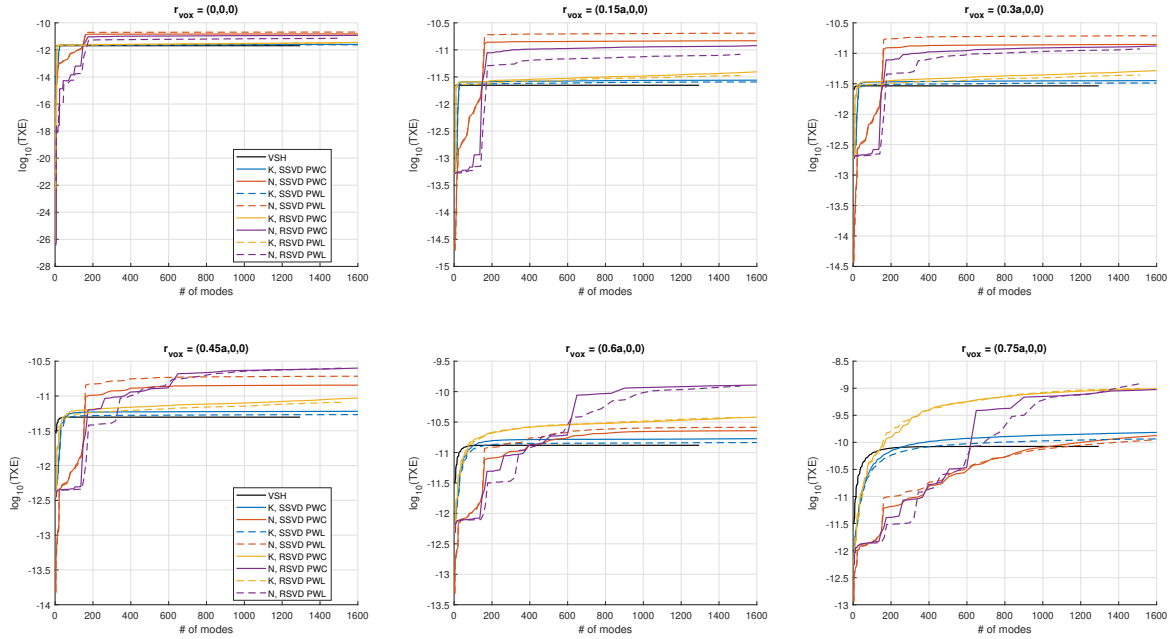 r_vox = (0,0,0)
log_10(TXE)
-10
-12
-14
-16
-18
-20
-22
-24
-26
-28
0 200 400 600 800 1000 1200 1400 1600
# of modes
VSH
K, SSVD PWC
N, SSVD PWC
K, SSVD PWL
N, SSVD PWL
K, RSVD PWC
N, RSVD PWC
K, RSVD PWL
N, RSVD PWL
r_vox = (0.15a,0,0)
log_10(TXE)
-10.5
-11
-11.5
-12
-12.5
-13
-13.5
-14
-14.5
-15
0 200 400 600 800 1000 1200 1400 1600
# of modes
r_vox = (0.3a,0,0)
log_10(TXE)
-10.5
-11
-11.5
-12
-12.5
-13
-13.5
-14
-14.5
0 200 400 600 800 1000 1200 1400 1600
# of modes
r_vox = (0.45a,0,0)
log_10(TXE)
-10.5
-11
-11.5
-12
-12.5
-13
-13.5
-14
0 200 400 600 800 1000 1200 1400 1600
# of modes
VSH
K, SSVD PWC
N, SSVD PWC
K, SSVD PWL
N, SSVD PWL
K, RSVD PWC
N, RSVD PWC
K, RSVD PWL
N, RSVD PWL
r_vox = (0.6a,0,0)
log_10(TXE)
-9.5
-10
-10.5
-11
-11.5
-12
-12.5
-13
-13.5
0 200 400 600 800 1000 1200 1400 1600
# of modes
r_vox = (0.75a,0,0)
log_10(TXE)
-8.5
-9
-9.5
-10
-10.5
-11
-11.5
-12
-12.5
-13
0 200 400 600 800 1000 1200 1400 1600
# of modes